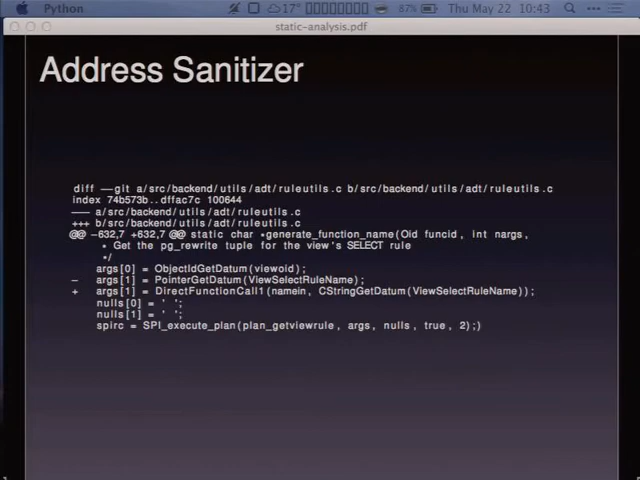 Python 17° 87% Thu May 22 10:43
static-analysis.pdf
Address Sanitizer
diff --git a/src/backend/utils/adt/ruleutils.c b/src/backend/utils/adt/ruleutils.c
index 74b573b..dffac7c 100644
--- a/src/backend/utils/adt/ruleutils.c
+++ b/src/backend/utils/adt/ruleutils.c
@@ -632,7 +632,7 @@ static char *generate_function_name(Oid funcid, int nargs,
* Get the pg_rewrite tuple for the view's SELECT rule
*/
args[0] = ObjectIdGetDatum(viewoid);
- args[1] = PointerGetDatum(ViewSelectRuleName);
+ args[1] = DirectFunctionCall1(namein, CStringGetDatum(ViewSelectRuleName));
nulls[0] = ' ';
nulls[1] = ' ';
spirc = SPI_execute_plan(plan_getviewrule, args, nulls, true, 2);)